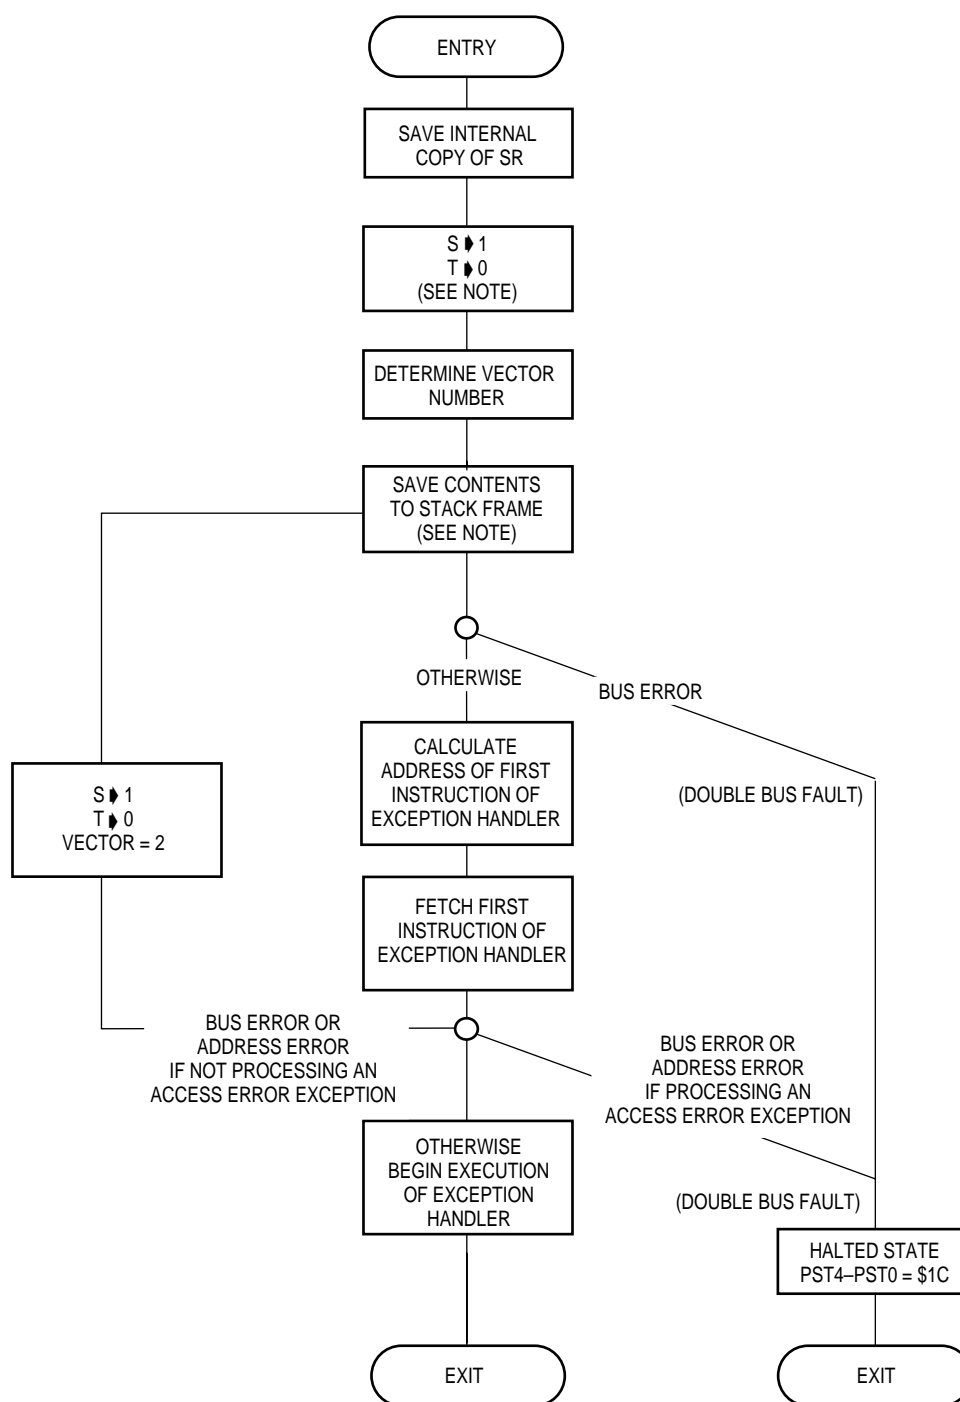 ENTRY
SAVE INTERNAL
COPY OF SR
S ➧ 1
T ➧ 0
(SEE NOTE)
DETERMINE VECTOR
NUMBER
SAVE CONTENTS
TO STACK FRAME
(SEE NOTE)
OTHERWISE
BUS ERROR
CALCULATE
ADDRESS OF FIRST
INSTRUCTION OF
EXCEPTION HANDLER
(DOUBLE BUS FAULT)
S ➧ 1
T ➧ 0
VECTOR = 2
FETCH FIRST
INSTRUCTION OF
EXCEPTION HANDLER
BUS ERROR OR
ADDRESS ERROR
IF NOT PROCESSING AN
ACCESS ERROR EXCEPTION
BUS ERROR OR
ADDRESS ERROR
IF PROCESSING AN
ACCESS ERROR EXCEPTION
OTHERWISE
BEGIN EXECUTION
OF EXCEPTION
HANDLER
(DOUBLE BUS FAULT)
HALTED STATE
PST4–PST0 = $1C
EXIT
EXIT